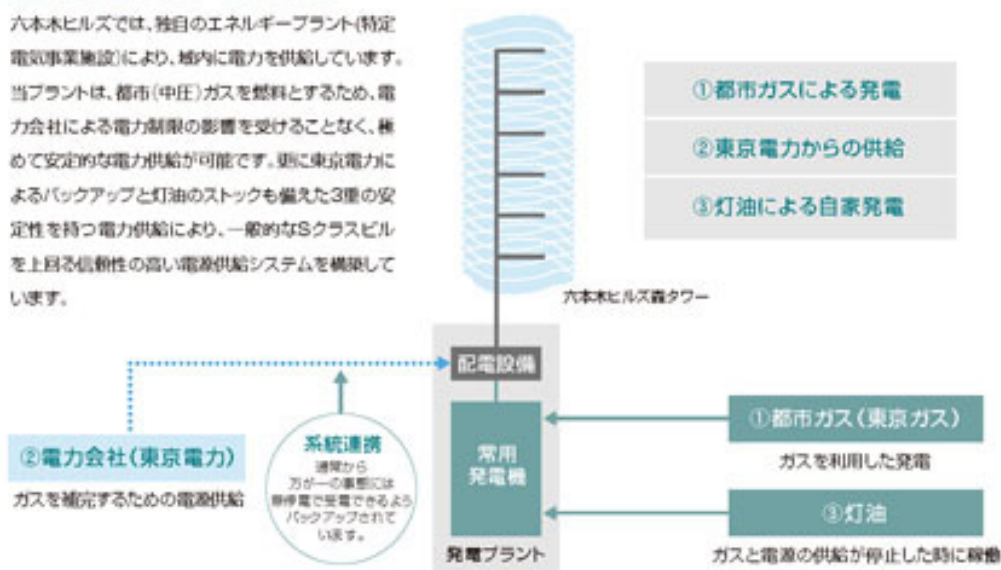 六本木ヒルズでは、独自のエネルギープラント(特定
電気事業施設)により、域内に電力を供給しています。
当プラントは、都市(中圧)ガスを燃料とするため、電
力会社による電力制限の影響を受けることなく、極
めて安定的な電力供給が可能です。更に東京電力に
よるバックアップと灯油のストックも備えた3重の安
定性を持つ電力供給により、一般的なSクラスビル
を上回る信頼性の高い電源供給システムを構築して
います。
①都市ガスによる発電
②東京電力からの供給
③灯油による自家発電
六本木ヒルズ森タワー
配電設備
②電力会社(東京電力)
ガスを補完するための電源供給
系統連携
通常から
万が一の事態には
無停電で受電できるよう
バックアップされて
います。
常用
発電機
発電プラント
①都市ガス(東京ガス)
ガスを利用した発電
③灯油
ガスと電源の供給が停止した時に稼働